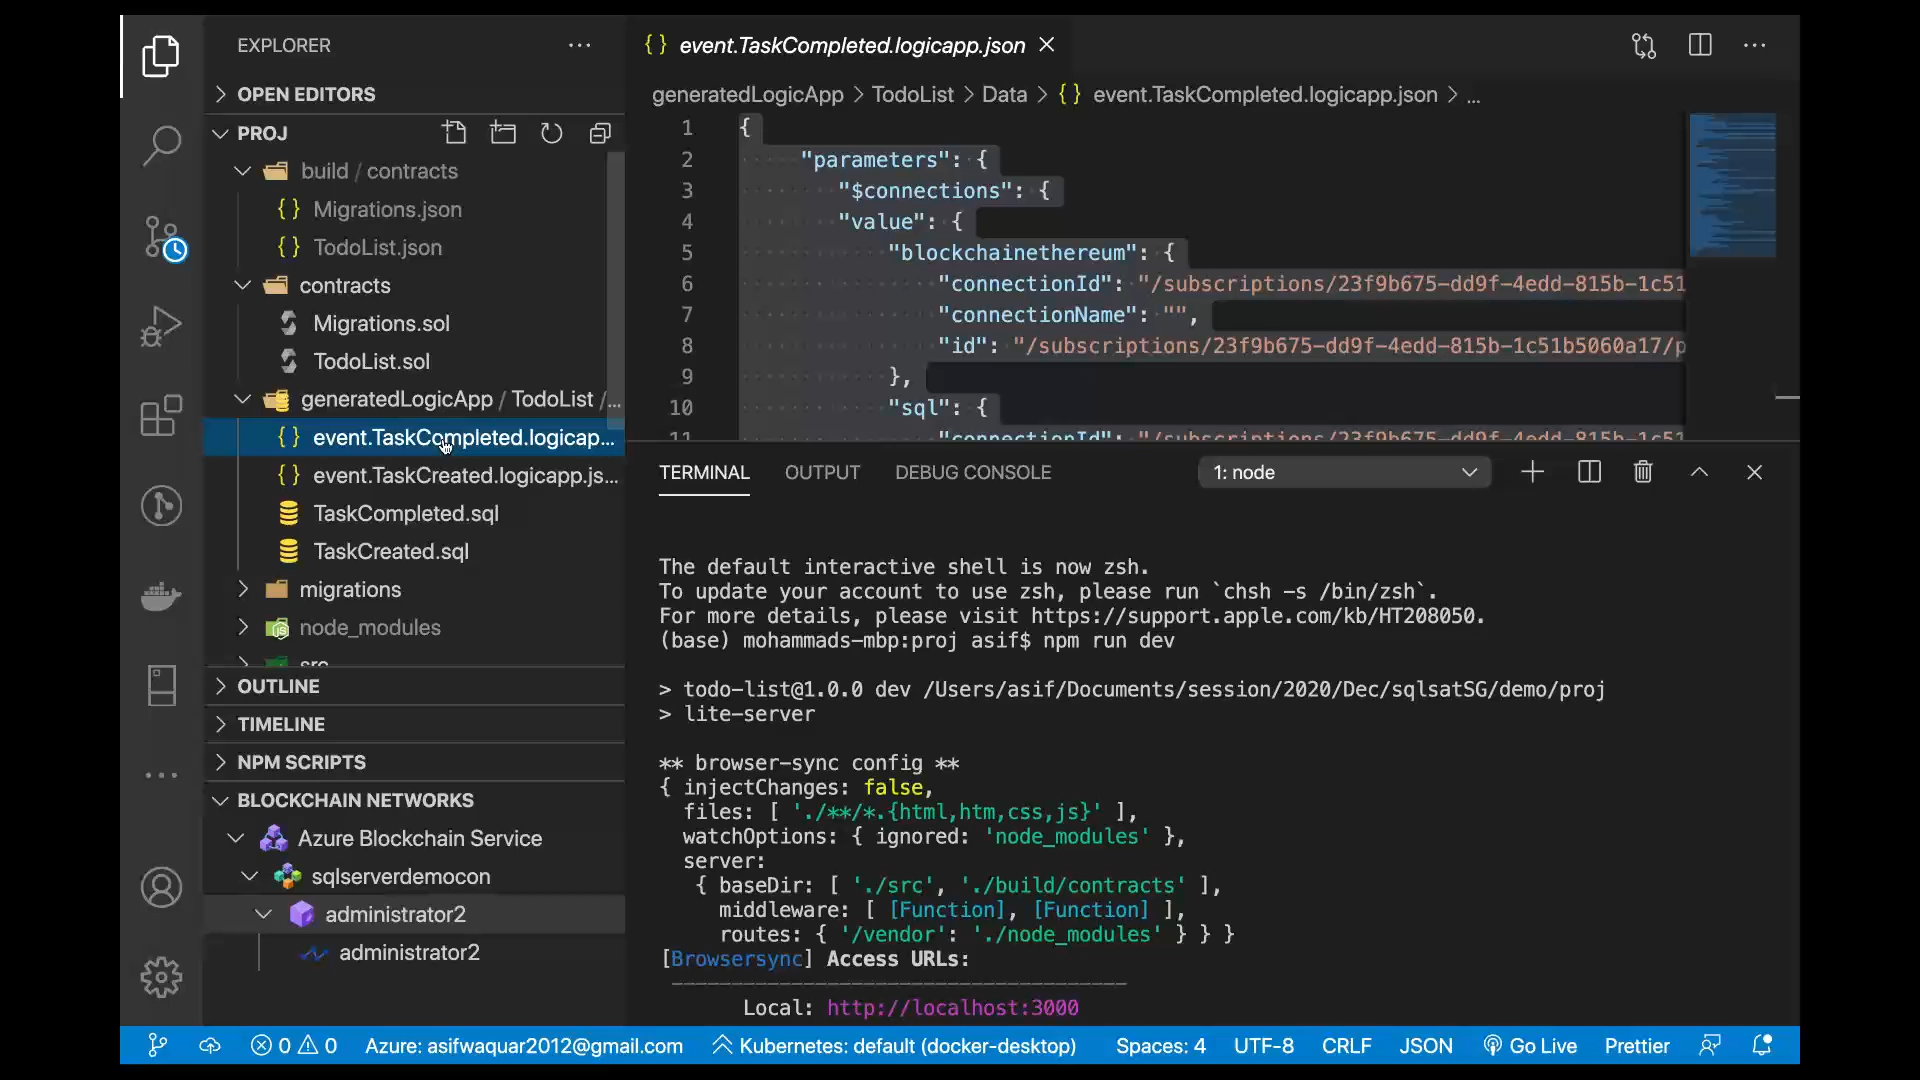 EXPLORER
OPEN EDITORS
PROJ
build / contracts
Migrations.json
TodoList.json
contracts
Migrations.sol
TodoList.sol
generatedLogicApp / TodoList /...
event.TaskCompleted.logicap...
event.TaskCreated.logicapp.js...
TaskCompleted.sql
TaskCreated.sql
migrations
node_modules
src
OUTLINE
TIMELINE
NPM SCRIPTS
BLOCKCHAIN NETWORKS
Azure Blockchain Service
sqlserverdemocon
administrator2
administrator2
event.TaskCompleted.logicapp.json
generatedLogicApp > TodoList > Data > {} event.TaskCompleted.logicapp.json > ...
1 {
2 "parameters": {
3 "$connections": {
4 "value": {
5 "blockchainethereum": {
6 "connectionId": "/subscriptions/23f9b675-dd9f-4edd-815b-1c51
7 "connectionName": "",
8 "id": "/subscriptions/23f9b675-dd9f-4edd-815b-1c51b5060a17/p
9 },
10 "sql": {
11 "connectionId": "/subscriptions/23f9b675-dd9f-4edd-815b-1c51
TERMINAL OUTPUT DEBUG CONSOLE 1: node
The default interactive shell is now zsh.
To update your account to use zsh, please run `chsh -s /bin/zsh`.
For more details, please visit https://support.apple.com/kb/HT208050.
(base) mohammads-mbp:proj asif$ npm run dev
> todo-list@1.0.0 dev /Users/asif/Documents/session/2020/Dec/sqlsatSG/demo/proj
> lite-server
** browser-sync config **
{ injectChanges: false,
files: [ './**/*.{html,htm,css,js}' ],
watchOptions: { ignored: 'node_modules' },
server:
{ baseDir: [ './src', './build/contracts' ],
middleware: [ [Function], [Function] ],
routes: { '/vendor': './node_modules' } } }
[Browsersync] Access URLs:
--------------------------------------
Local: http://localhost:3000
0 0 Azure: asifwaquar2012@gmail.com Kubernetes: default (docker-desktop) Spaces: 4 UTF-8 CRLF JSON Go Live Prettier